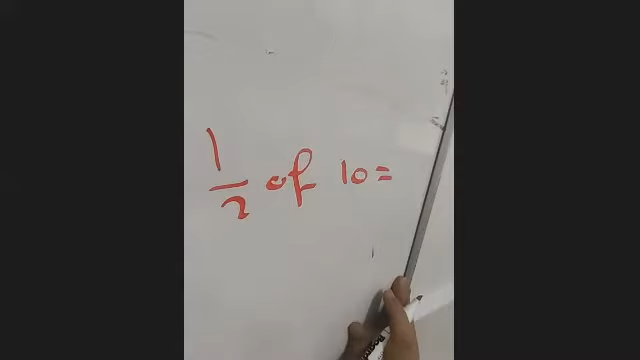 1/2 of 10 =